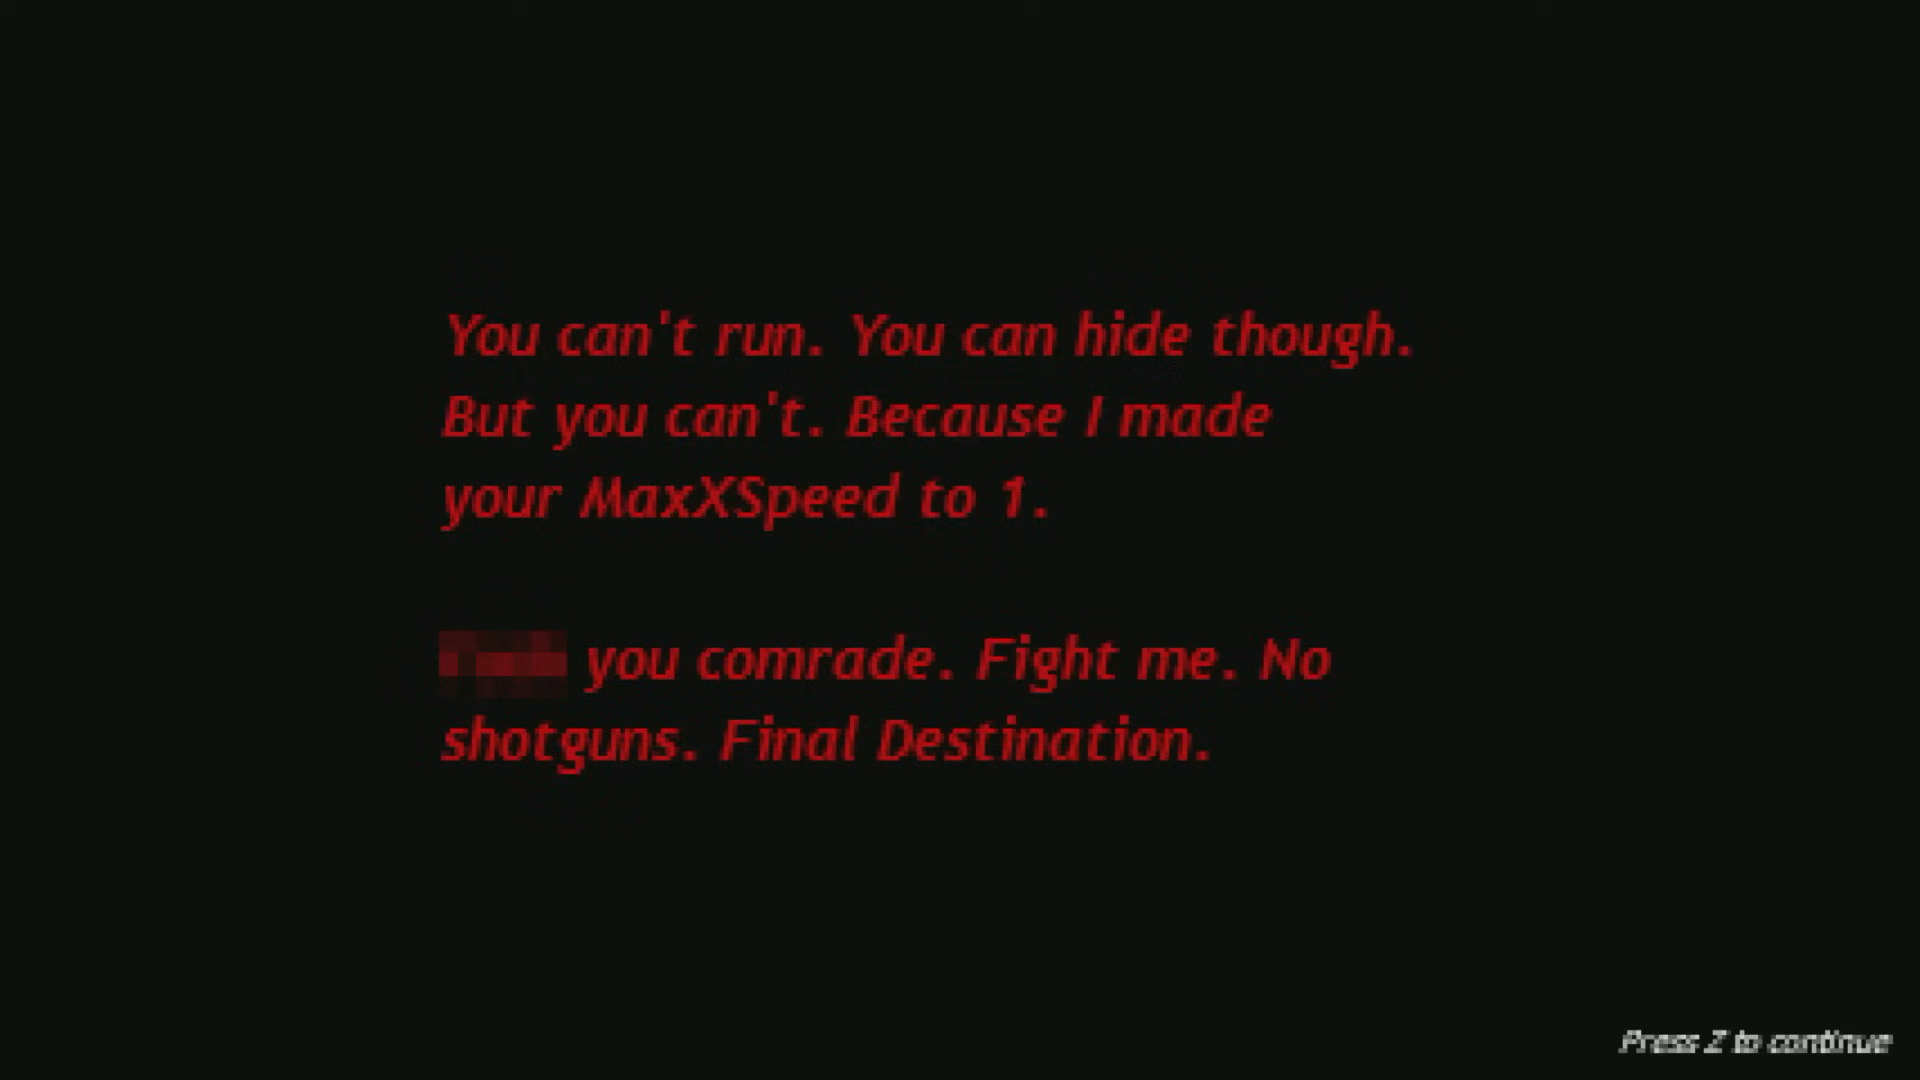 You can't run. You can hide though.
But you can't. Because I made
your MaxXSpeed to 1.
you comrade. Fight me. No
shotguns. Final Destination.
Press Z to continue